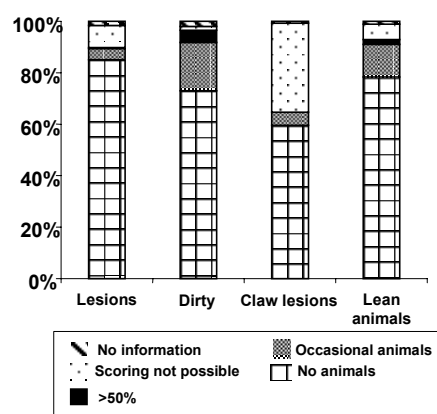 100%
80%
60%
40%
20%
0%
Lesions
Dirty
Claw lesions
Lean
animals
No information
Occasional animals
Scoring not possible
No animals
>50%